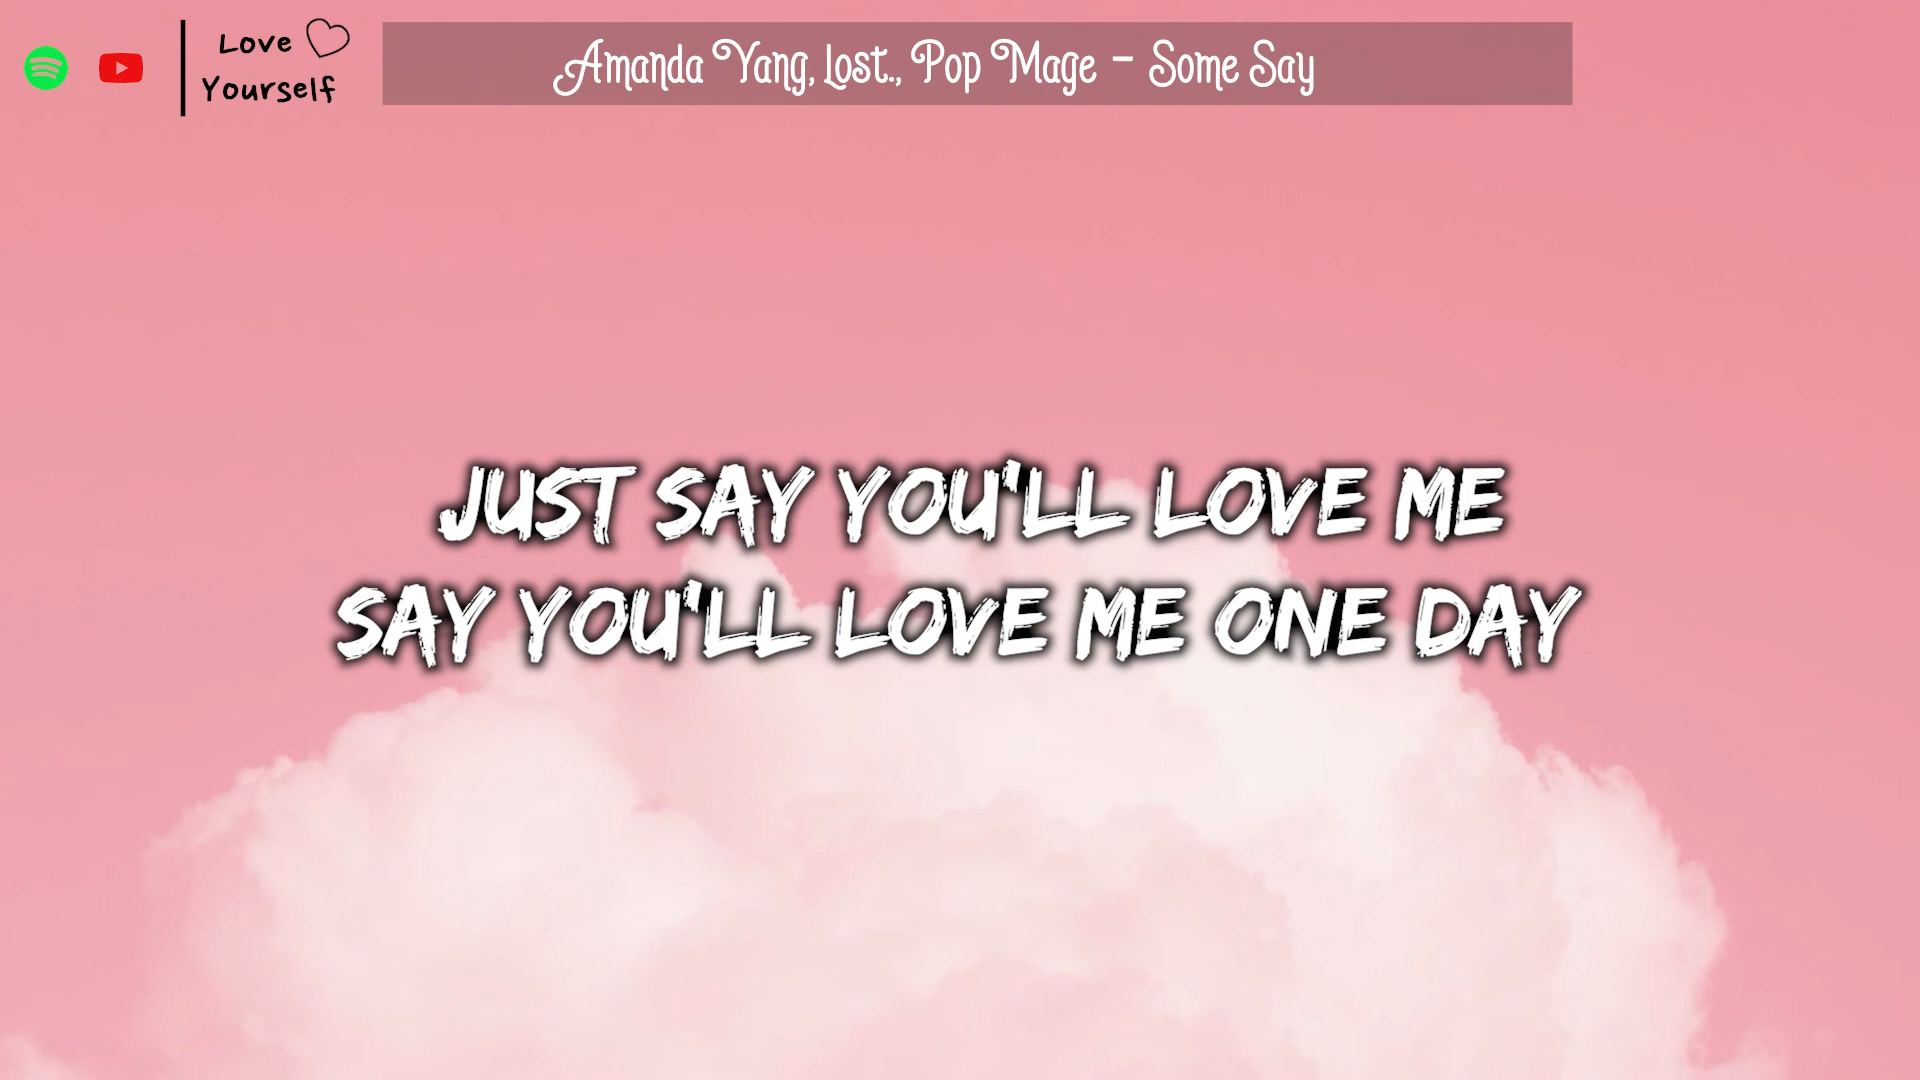 Love
Yourself
Amanda Yang, Lost., Pop Mage - Some Say
JUST SAY YOU'LL LOVE ME
SAY YOU'LL LOVE ME ONE DAY